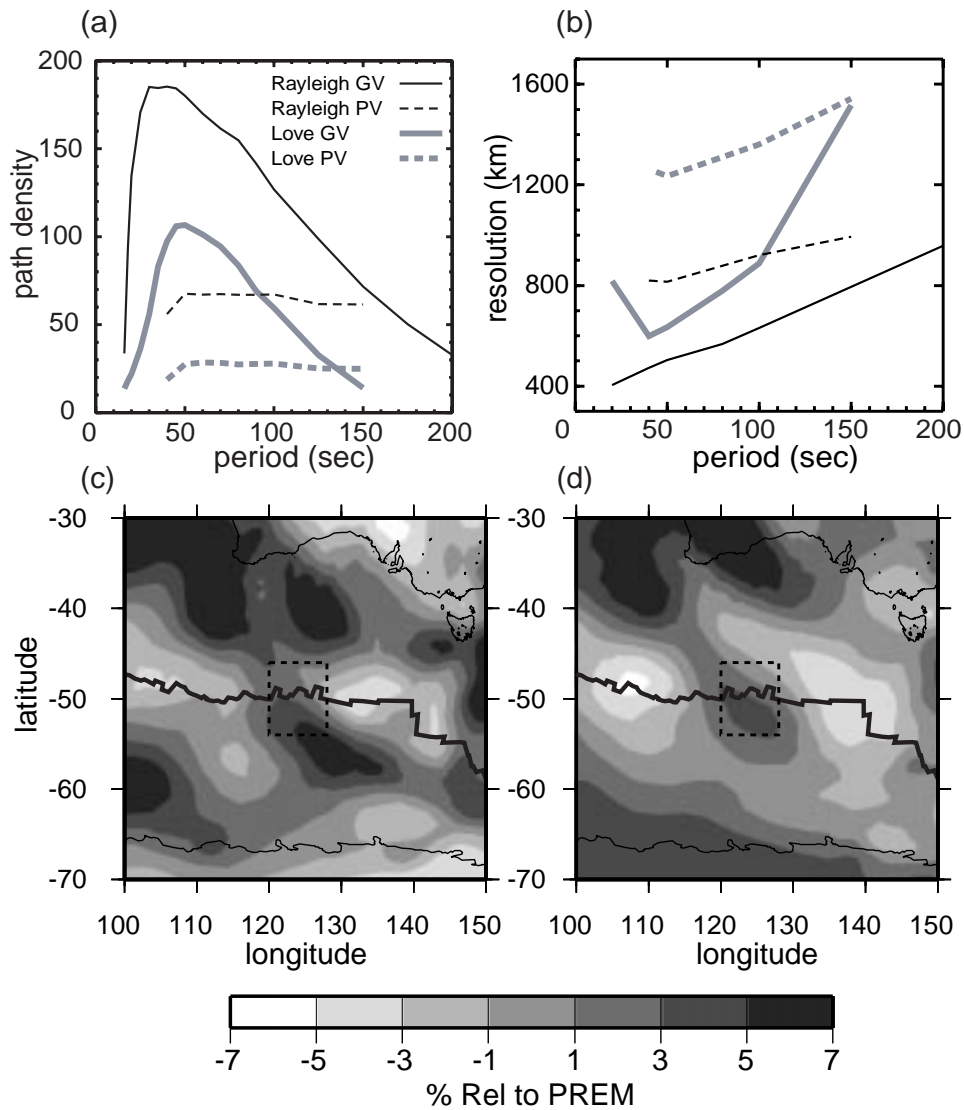 (a)
200
150
100
50
0
path density
Rayleigh GV
Rayleigh PV
Love GV
Love PV
0 50 100 150 200
period (sec)
(b)
1600
1200
800
400
resolution (km)
0 50 100 150 200
period (sec)
(c)
-30
-40
-50
-60
-70
latitude
100 110 120 130 140 150
longitude
(d)
-30
-40
-50
-60
-70
100 110 120 130 140 150
longitude
-7 -5 -3 -1 1 3 5 7
% Rel to PREM